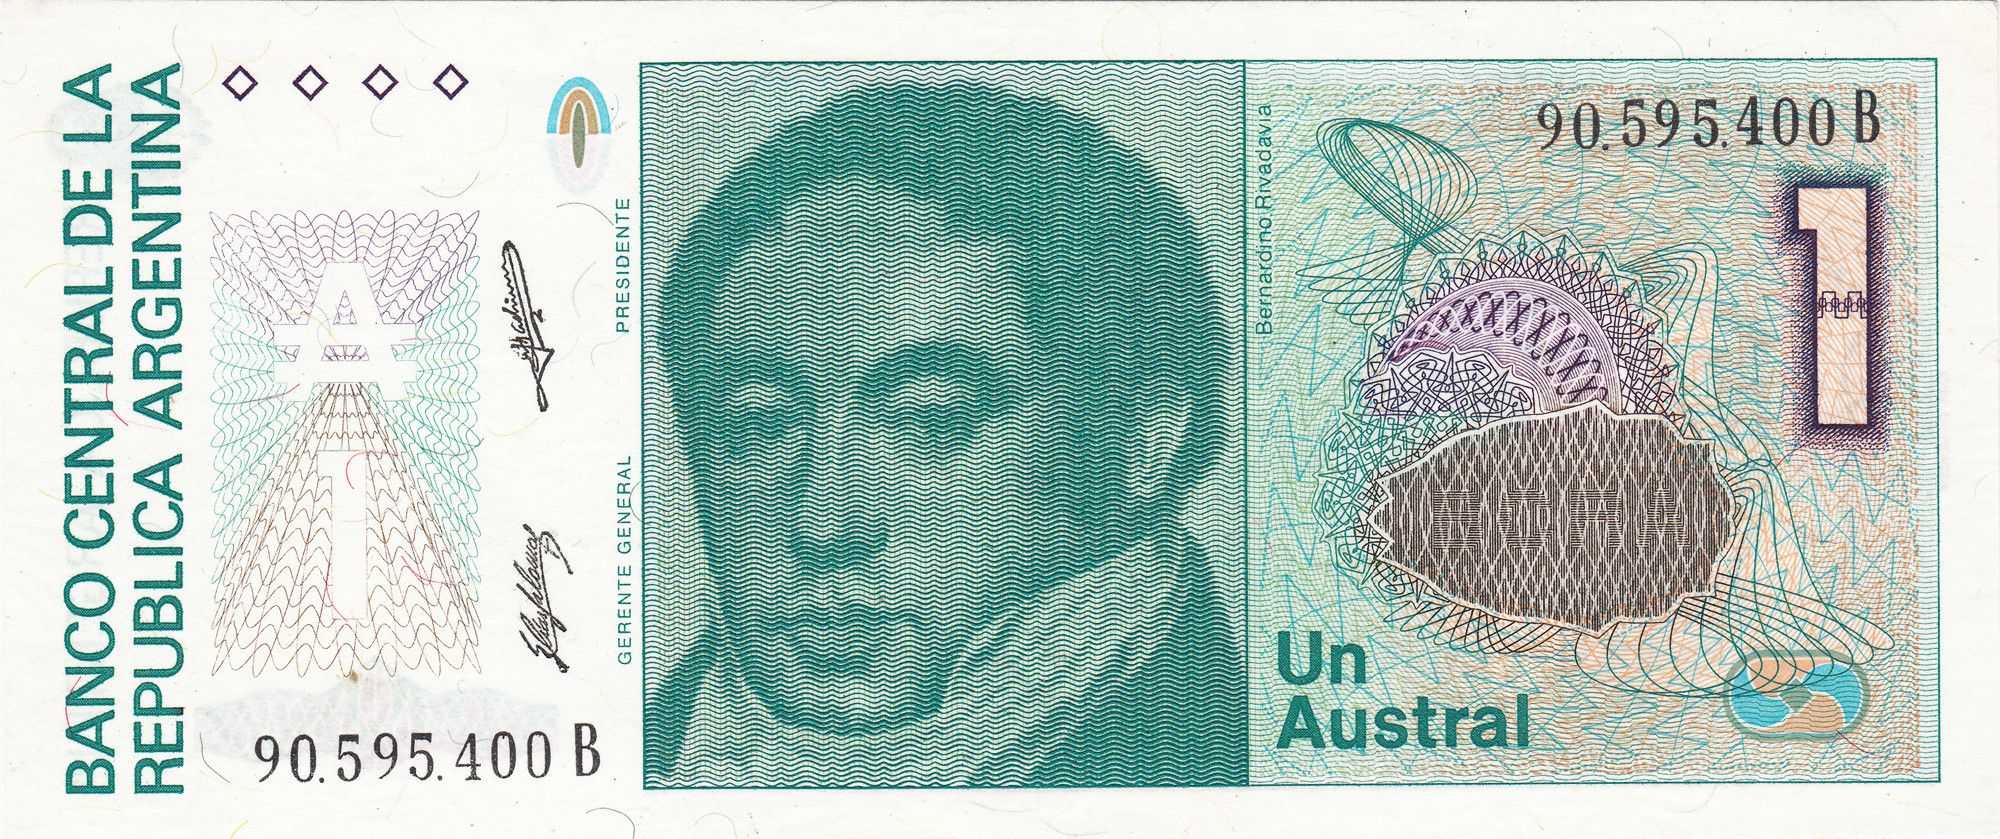 BANCO CENTRAL DE LA
REPUBLICA ARGENTINA
A
1
90.595.400 B
PRESIDENTE
GERENTE GENERAL
Bernardino Rivadavia
90.595.400 B
1
Un
Austral